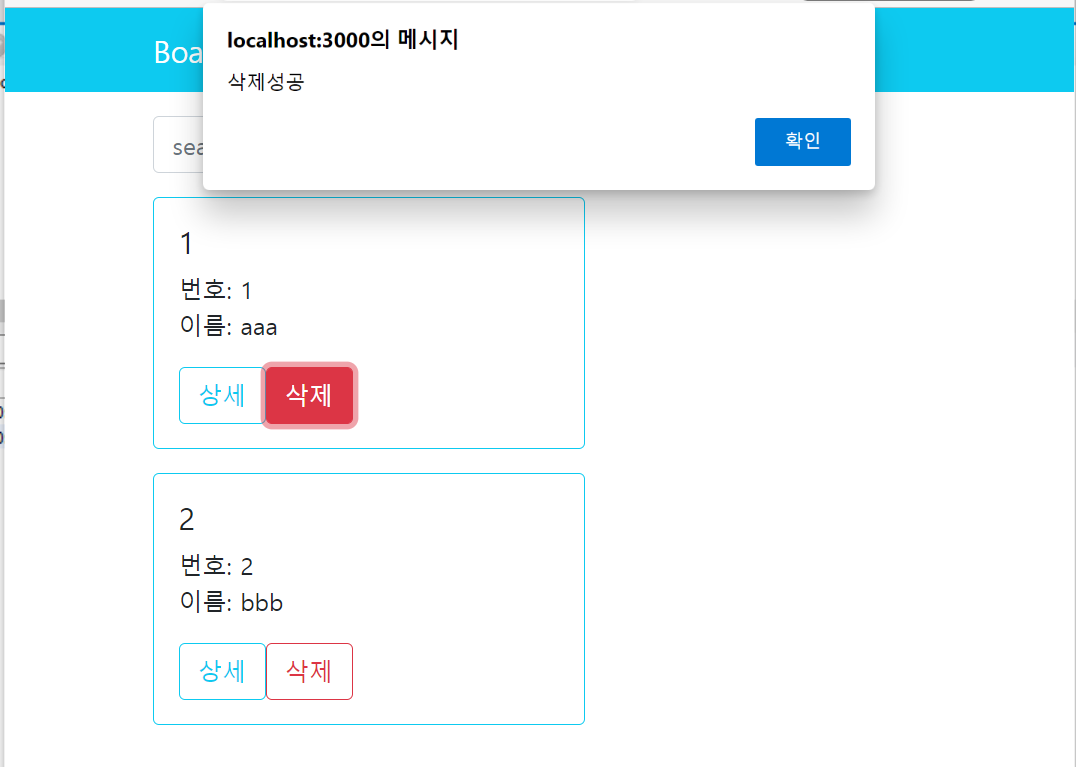 localhost:3000의 메시지
삭제성공
확인
Boa
sea
1
번호: 1
이름: aaa
상세 삭제
2
번호: 2
이름: bbb
상세 삭제